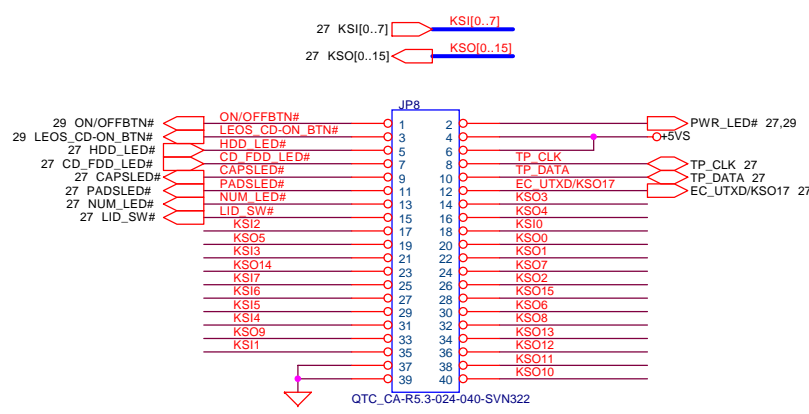 27 KSI[0..7] KSI[0..7]
27 KSO[0..15] KSO[0..15]
JP8
29 ON/OFFBTN# ON/OFFBTN# 1 2 PWR_LED# 27,29
29 LEOS_CD-ON_BTN# LEOS_CD-ON_BTN# 3 4 +5VS
27 HDD_LED# HDD_LED# 5 6
27 CD_FDD_LED# CD_FDD_LED# 7 8 TP_CLK TP_CLK 27
27 CAPSLED# CAPSLED# 9 10 TP_DATA TP_DATA 27
27 PADSLED# PADSLED# 11 12 EC_UTXD/KSO17 EC_UTXD/KSO17 27
27 NUM_LED# NUM_LED# 13 14 KSO3
27 LID_SW# LID_SW# 15 16 KSO4
KSI2 17 18 KSI0
KSO5 19 20 KSO0
KSI3 21 22 KSO1
KSO14 23 24 KSO7
KSI7 25 26 KSO2
KSI6 27 28 KSO15
KSI5 29 30 KSO6
KSI4 31 32 KSO8
KSO9 33 34 KSO13
KSI1 35 36 KSO12
37 38 KSO11
39 40 KSO10
QTC_CA-R5.3-024-040-SVN322